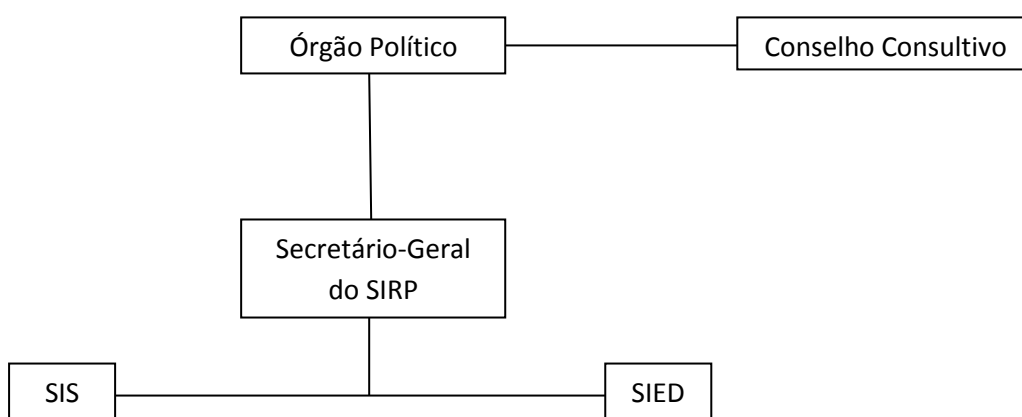 Órgão Político
Conselho Consultivo
Secretário-Geral
do SIRP
SIS
SIED